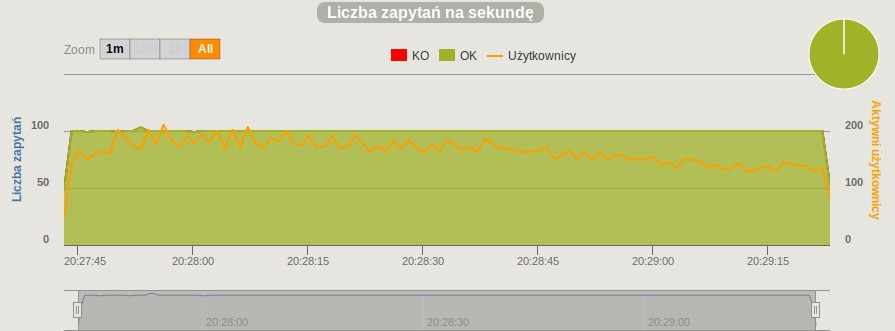 Liczba zapytań na sekundę
Zoom 1m All
KO OK Użytkownicy
Liczba zapytań
100
50
0
200
100
0
Aktywni użytkownicy
20:27:45 20:28:00 20:28:15 20:28:30 20:28:45 20:29:00 20:29:15
20:28:00 20:28:30 20:29:00